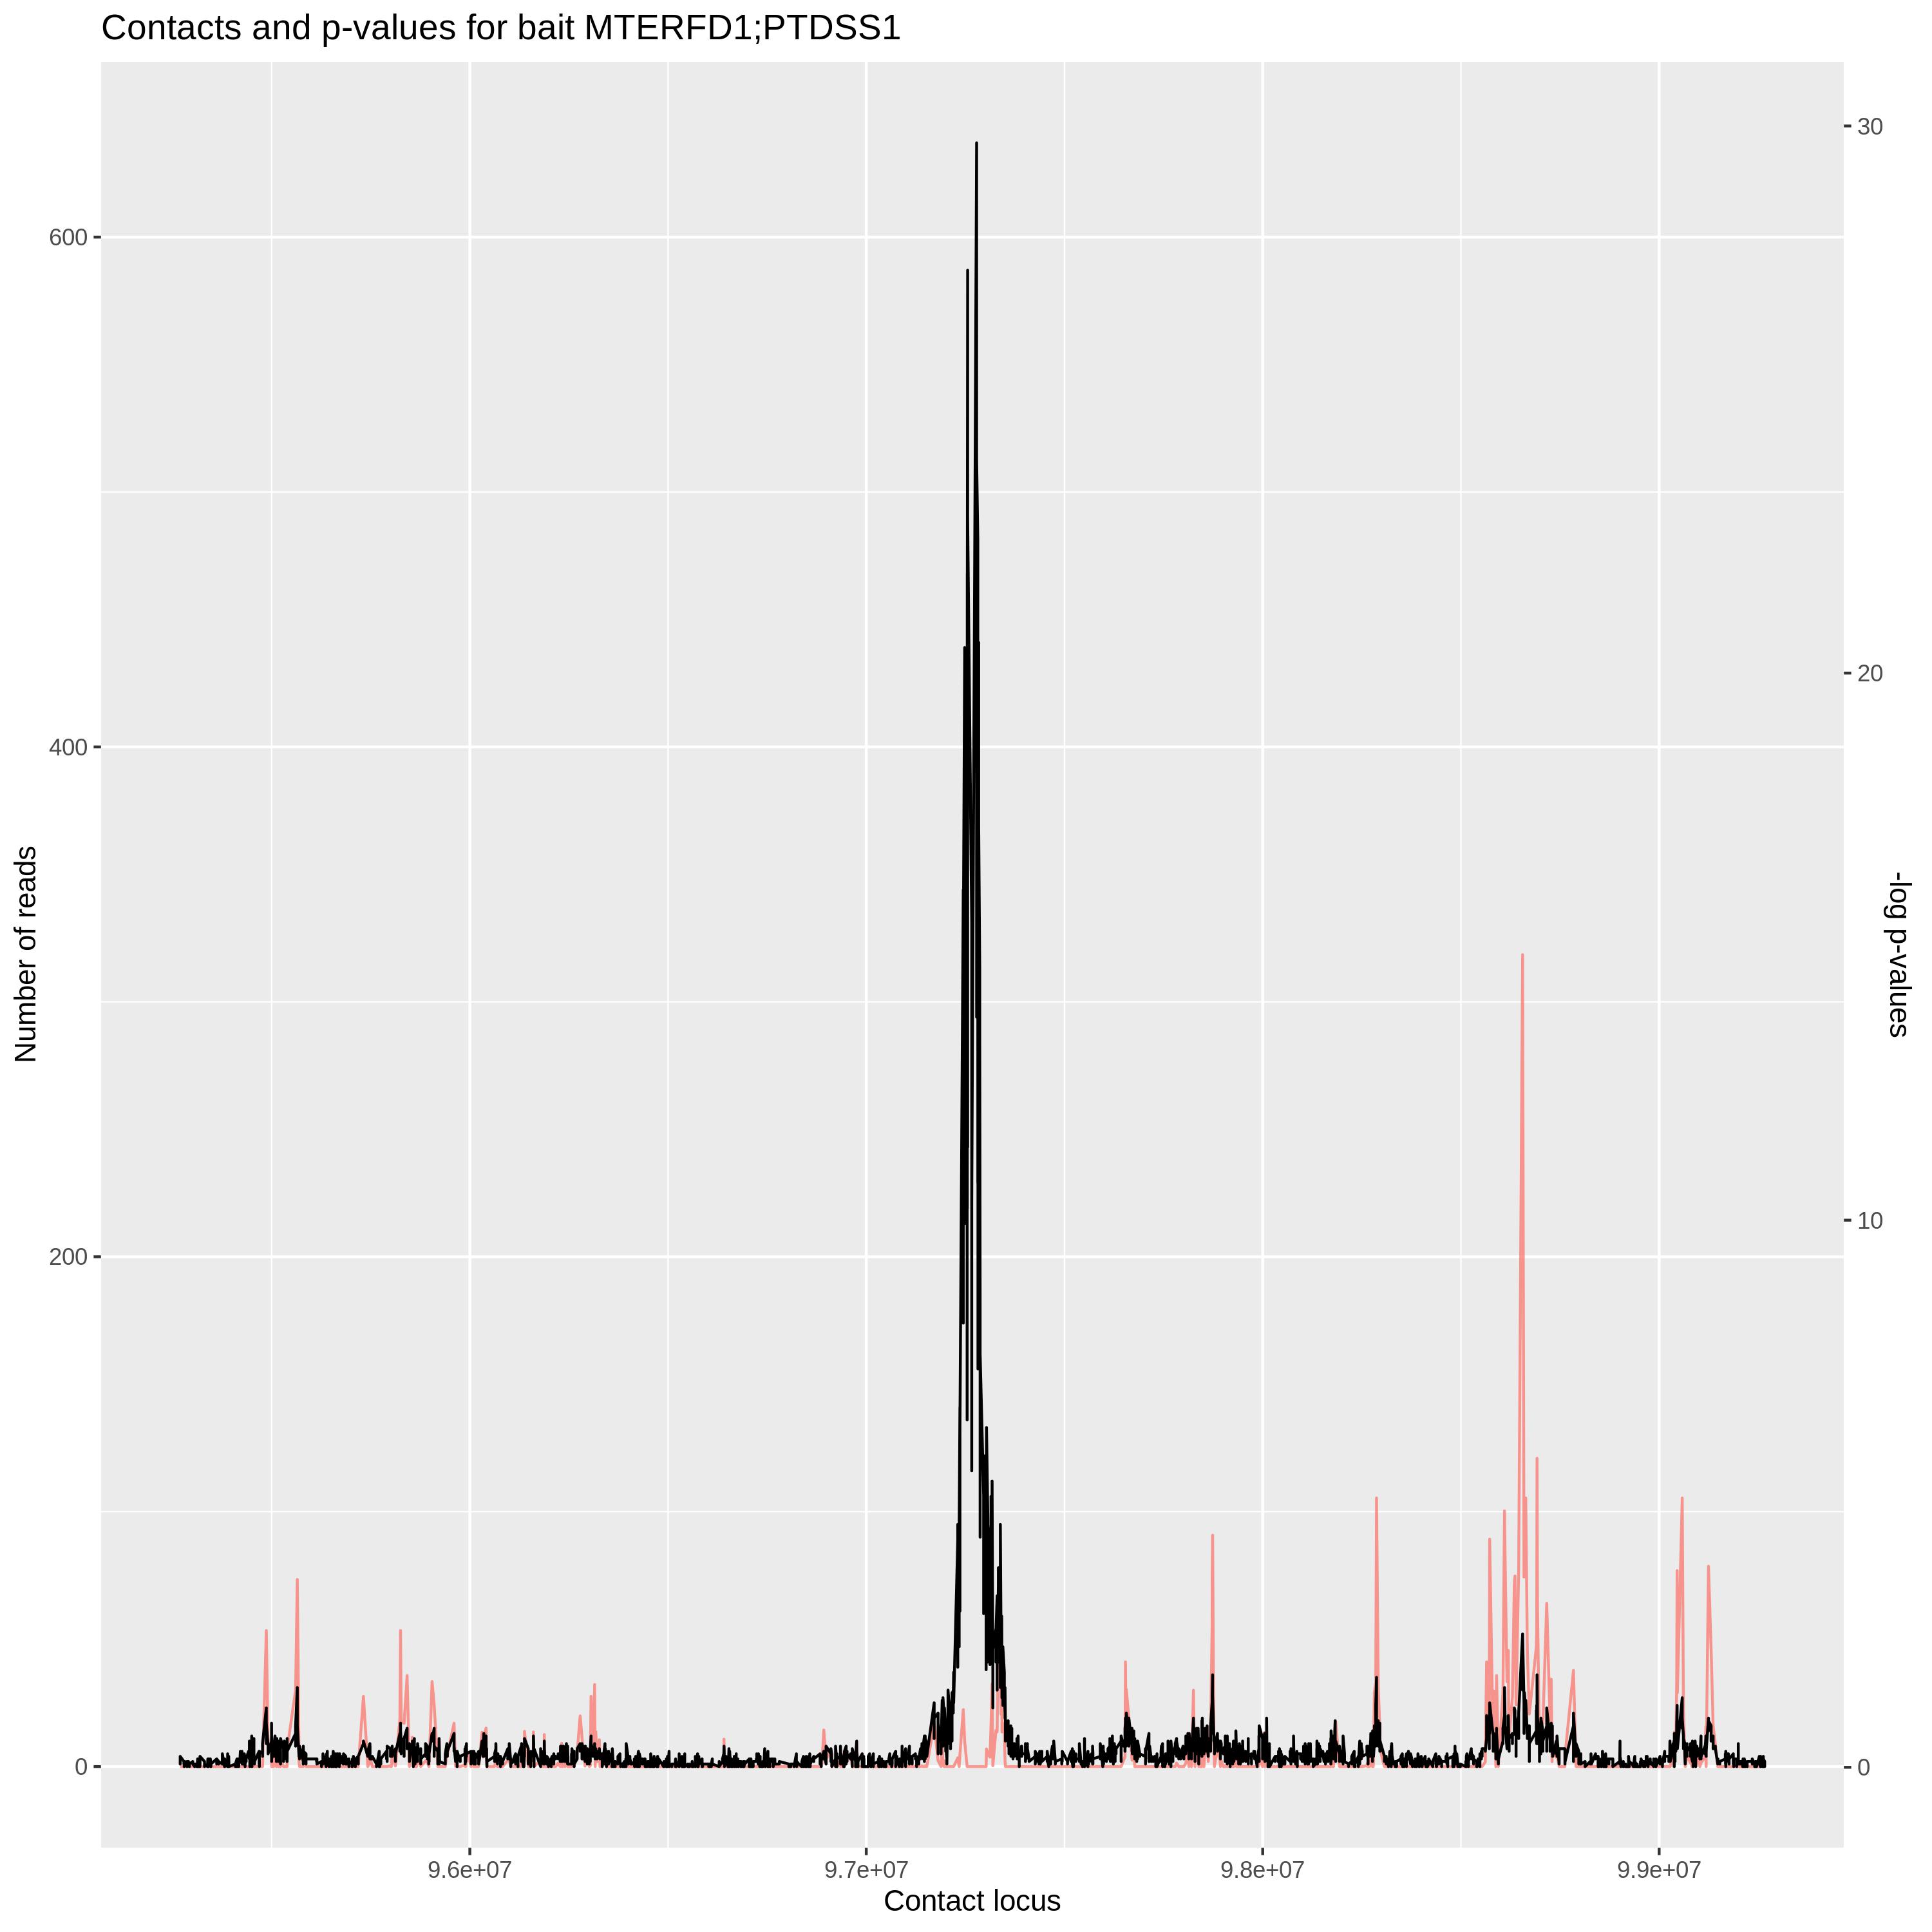 Contacts and p-values for bait MTERFD1;PTDSS1
Number of reads
600
400
200
0
30
20
10
0
-log p-values
9.6e+07 9.7e+07 9.8e+07 9.9e+07
Contact locus